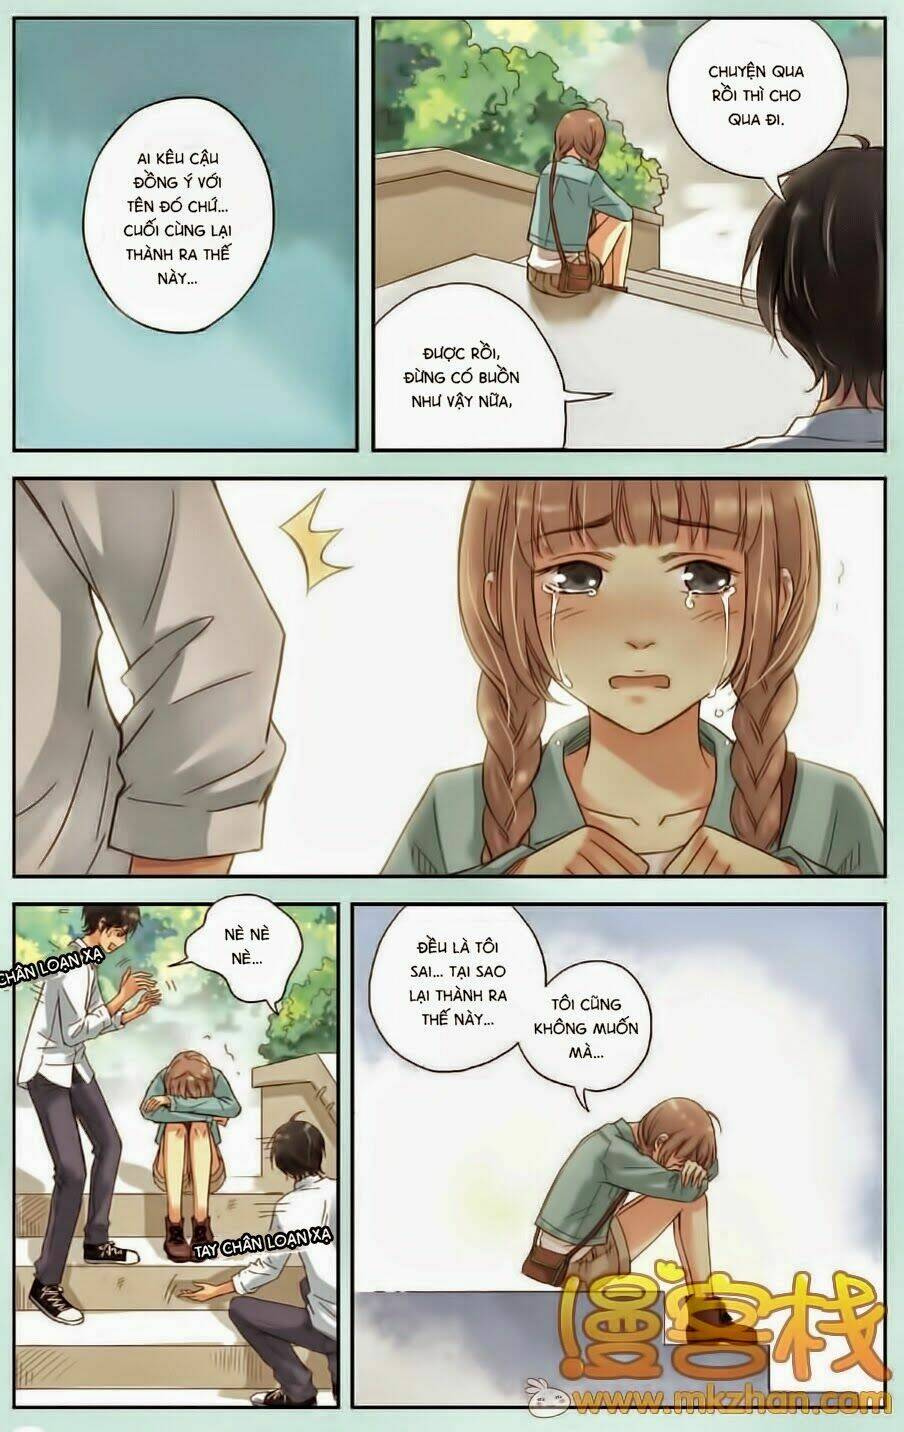 AI KÊU CẬU
ĐỒNG Ý VỚI
TÊN ĐÓ CHỨ...
CUỐI CÙNG LẠI
THÀNH RA THẾ
NÀY...
CHUYỆN QUA
RỒI THÌ CHO
QUA ĐI.
ĐƯỢC RỒI,
ĐỪNG CÓ BUỒN
NHƯ VẬY NỮA,
NÈ NÈ
NÈ...
CHÂN LOẠN XẠ
TAY CHÂN LOẠN XẠ
ĐỀU LÀ TÔI
SAI... TẠI SAO
LẠI THÀNH RA
THẾ NÀY...
TÔI CŨNG
KHÔNG MUỐN
MÀ...
漫客栈
www.mkzhan.com